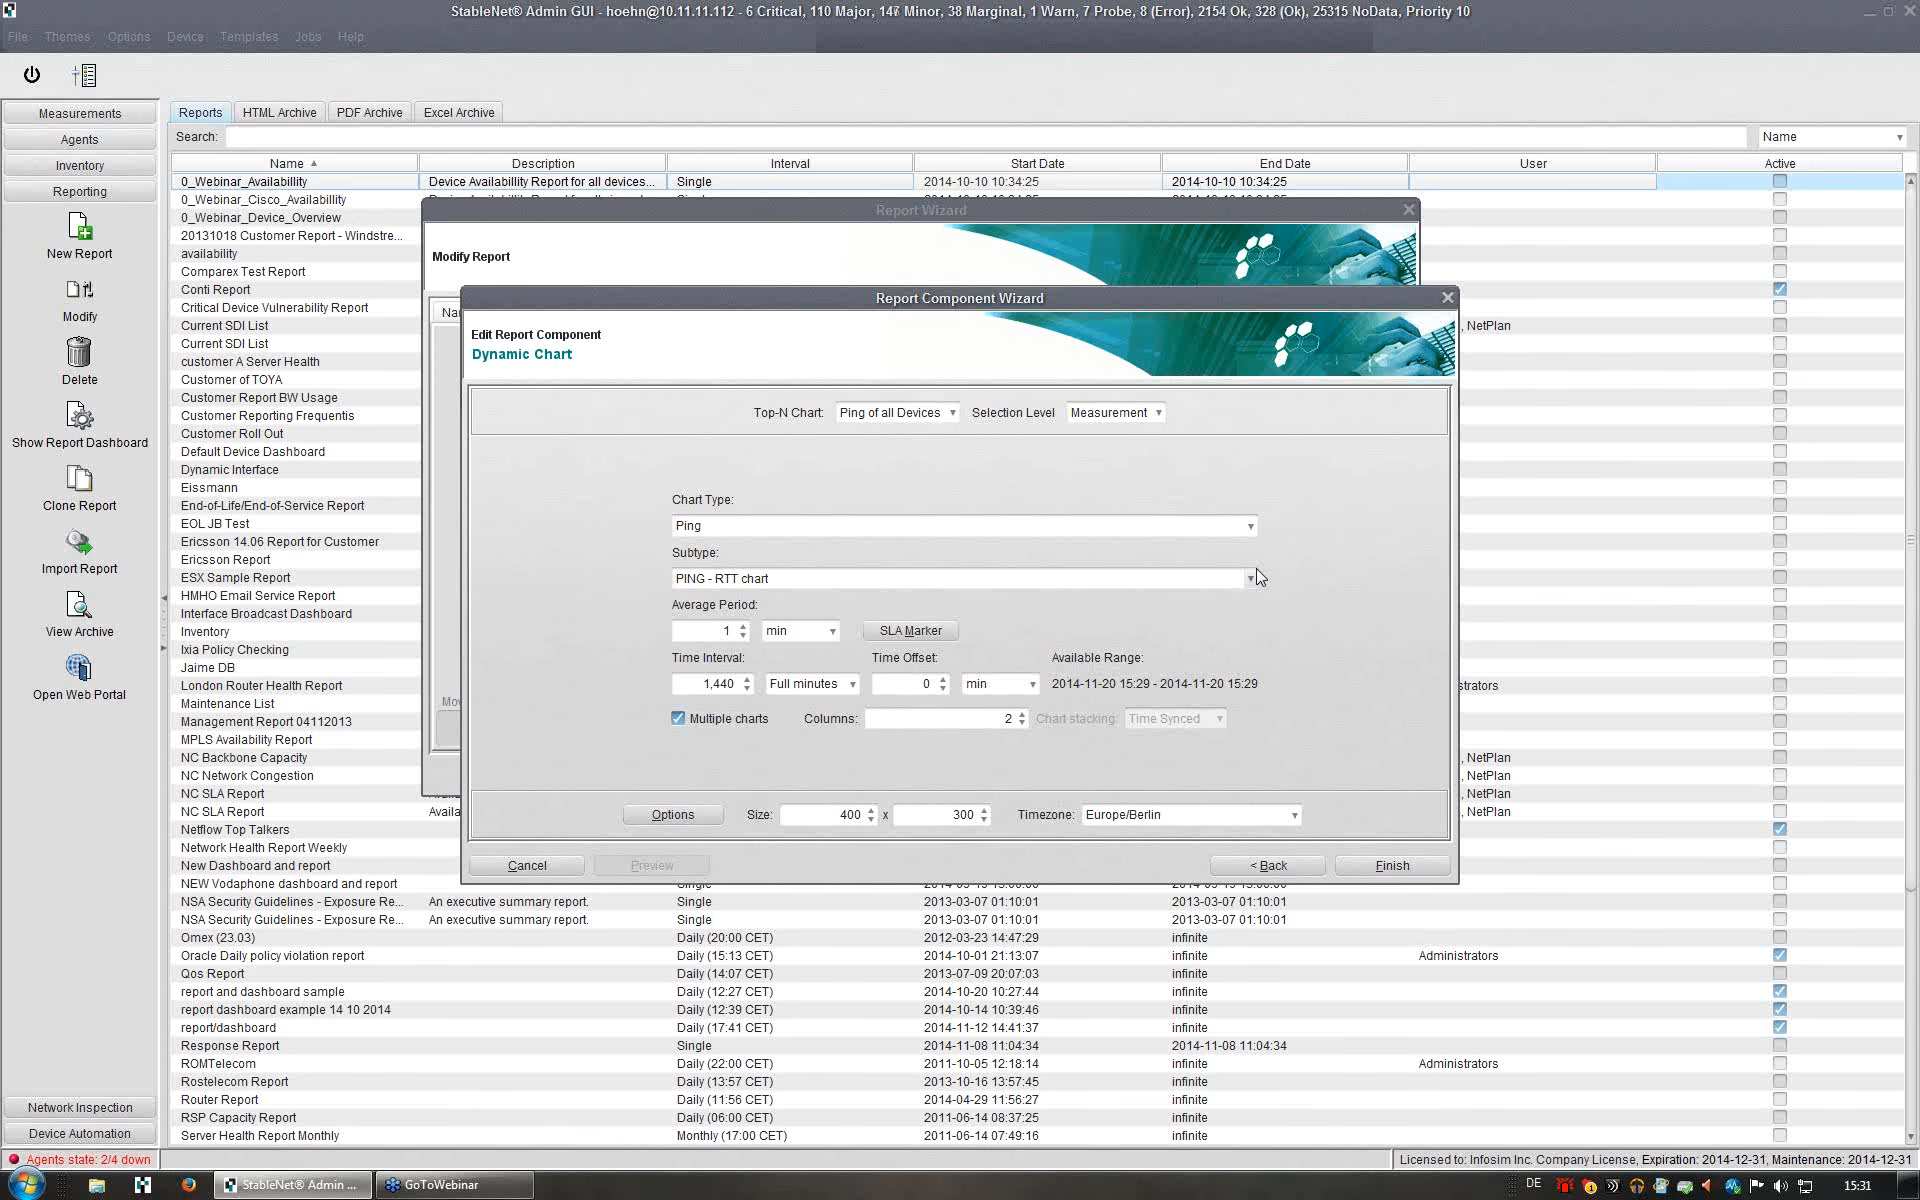 StableNet® Admin GUI - hoehn@10.11.11.112 - 6 Critical, 110 Major, 147 Minor, 38 Marginal, 1 Warn, 7 Probe, 8 (Error), 2154 Ok, 328 (Ok), 25315 NoData, Priority 10
File Themes Options Device Templates Jobs Help
Measurements
Agents
Inventory
Reporting
New Report
Modify
Delete
Show Report Dashboard
Clone Report
Import Report
View Archive
Open Web Portal
Network Inspection
Device Automation
Reports HTML Archive PDF Archive Excel Archive
Search: Name
Name Description Interval Start Date End Date User Active
0_Webinar_Availability Device Availability Report for all devices... Single 2014-10-10 10:34:25 2014-10-10 10:34:25
0_Webinar_Cisco_Availability
0_Webinar_Device_Overview
20131018 Customer Report - Windstre...
availability
Comparex Test Report
Conti Report
Critical Device Vulnerability Report
Current SDI List , NetPlan
Current SDI List
customer A Server Health
Customer of TOYA
Customer Report BW Usage
Customer Reporting Frequentis
Customer Roll Out
Default Device Dashboard
Dynamic Interface
Eissmann
End-of-Life/End-of-Service Report
EOL JB Test
Ericsson 14.06 Report for Customer
Ericsson Report
ESX Sample Report
HMHO Email Service Report
Interface Broadcast Dashboard
Inventory
Ixia Policy Checking
Jaime DB
London Router Health Report strators
Maintenance List
Management Report 04112013
MPLS Availability Report
NC Backbone Capacity , NetPlan
NC Network Congestion , NetPlan
NC SLA Report , NetPlan
NC SLA Report Availa , NetPlan
Netflow Top Talkers
Network Health Report Weekly
New Dashboard and report
NEW Vodaphone dashboard and report Single
NSA Security Guidelines - Exposure Re... An executive summary report. Single 2013-03-07 01:10:01 2013-03-07 01:10:01
NSA Security Guidelines - Exposure Re... An executive summary report. Single 2013-03-07 01:10:01 2013-03-07 01:10:01
Omex (23.03) Daily (20:00 CET) 2012-03-23 14:47:29 infinite
Oracle Daily policy violation report Daily (15:13 CET) 2014-10-01 21:13:07 infinite Administrators
Qos Report Daily (14:07 CET) 2013-07-09 20:07:03 infinite
report and dashboard sample Daily (12:27 CET) 2014-10-20 10:27:44 infinite
report dashboard example 14 10 2014 Daily (12:39 CET) 2014-10-14 10:39:46 infinite
report/dashboard Daily (17:41 CET) 2014-11-12 14:41:37 infinite
Response Report Single 2014-11-08 11:04:34 2014-11-08 11:04:34
ROMTelecom Daily (22:00 CET) 2011-10-05 12:18:14 infinite Administrators
Rostelecom Report Daily (13:57 CET) 2013-10-16 13:57:45 infinite
Router Report Daily (11:56 CET) 2014-04-29 11:56:27 infinite
RSP Capacity Report Daily (06:00 CET) 2011-06-14 08:37:25 infinite
Server Health Report Monthly Monthly (17:00 CET) 2011-06-14 07:49:16 infinite
Report Wizard
Modify Report
Nar
Mov
Report Component Wizard
Edit Report Component
Dynamic Chart
Top-N Chart: Ping of all Devices Selection Level Measurement
Chart Type:
Ping
Subtype:
PING - RTT chart
Average Period:
1 min SLA Marker
Time Interval: Time Offset: Available Range:
1,440 Full minutes 0 min 2014-11-20 15:29 - 2014-11-20 15:29
Multiple charts Columns: 2 Chart stacking: Time Synced
Options Size: 400 x 300 Timezone: Europe/Berlin
Cancel Preview < Back Finish
Agents state: 2/4 down Licensed to: Infosim Inc. Company License, Expiration: 2014-12-31, Maintenance: 2014-12-31
StableNet® Admin ... GoToWebinar DE 15:31